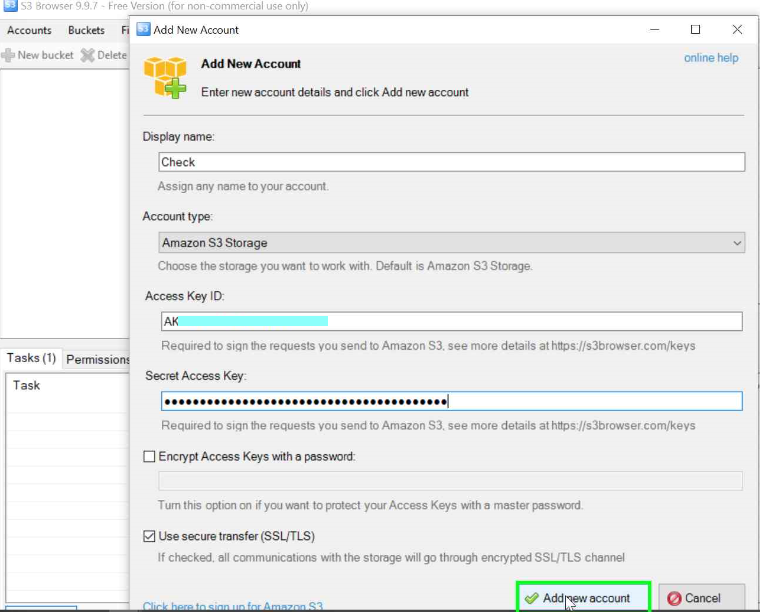 S3 Browser 9.9.7 - Free Version (for non-commercial use only)
Accounts Buckets
Add New Account
New bucket Delete
Add New Account
online help
Enter new account details and click Add new account
Display name:
Check
Assign any name to your account.
Account type:
Amazon S3 Storage
Choose the storage you want to work with. Default is Amazon S3 Storage.
Access Key ID:
AK
Required to sign the requests you send to Amazon S3, see more details at https://s3browser.com/keys
Tasks (1) Permissions
Secret Access Key:
Task
●●●●●●●●●●●●●●●●●●●●●●●●●●●●●●●●●●●●●●●●
Required to sign the requests you send to Amazon S3, see more details at https://s3browser.com/keys
Encrypt Access Keys with a password:
Turn this option on if you want to protect your Access Keys with a master password.
Use secure transfer (SSL/TLS)
If checked, all communications with the storage will go through encrypted SSL/TLS channel
Click here to sign up for Amazon S3
Add new account
Cancel